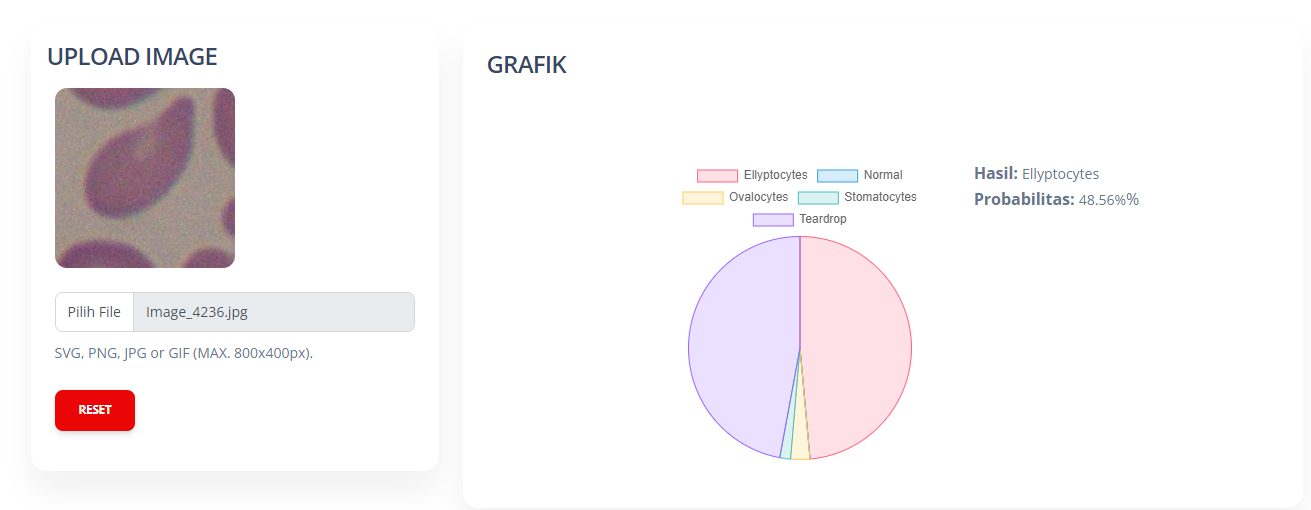 UPLOAD IMAGE
Pilih File Image_4236.jpg
SVG, PNG, JPG or GIF (MAX. 800x400px).
RESET
GRAFIK
Ellyptocytes Normal
Ovalocytes Stomatocytes
Teardrop
Hasil: Ellyptocytes
Probabilitas: 48.56%%